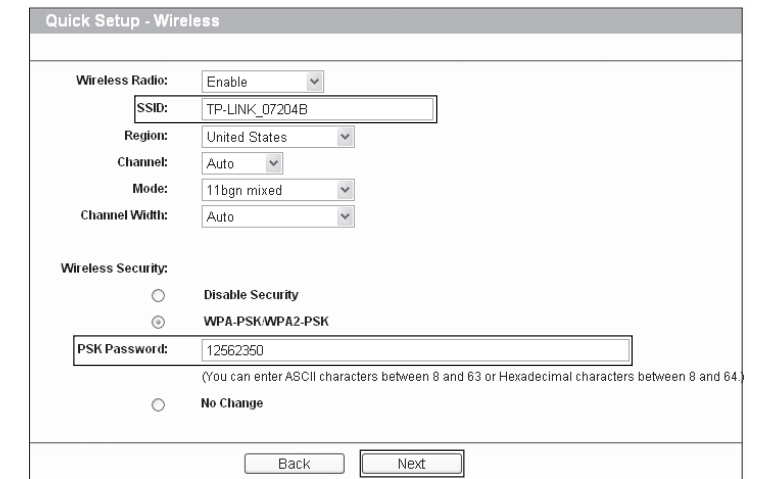 Quick Setup - Wireless
Wireless Radio: Enable
SSID: TP-LINK_07204B
Region: United States
Channel: Auto
Mode: 11bgn mixed
Channel Width: Auto
Wireless Security:
Disable Security
WPA-PSK/WPA2-PSK
PSK Password: 12562350
(You can enter ASCII characters between 8 and 63 or Hexadecimal characters between 8 and 64.)
No Change
Back Next